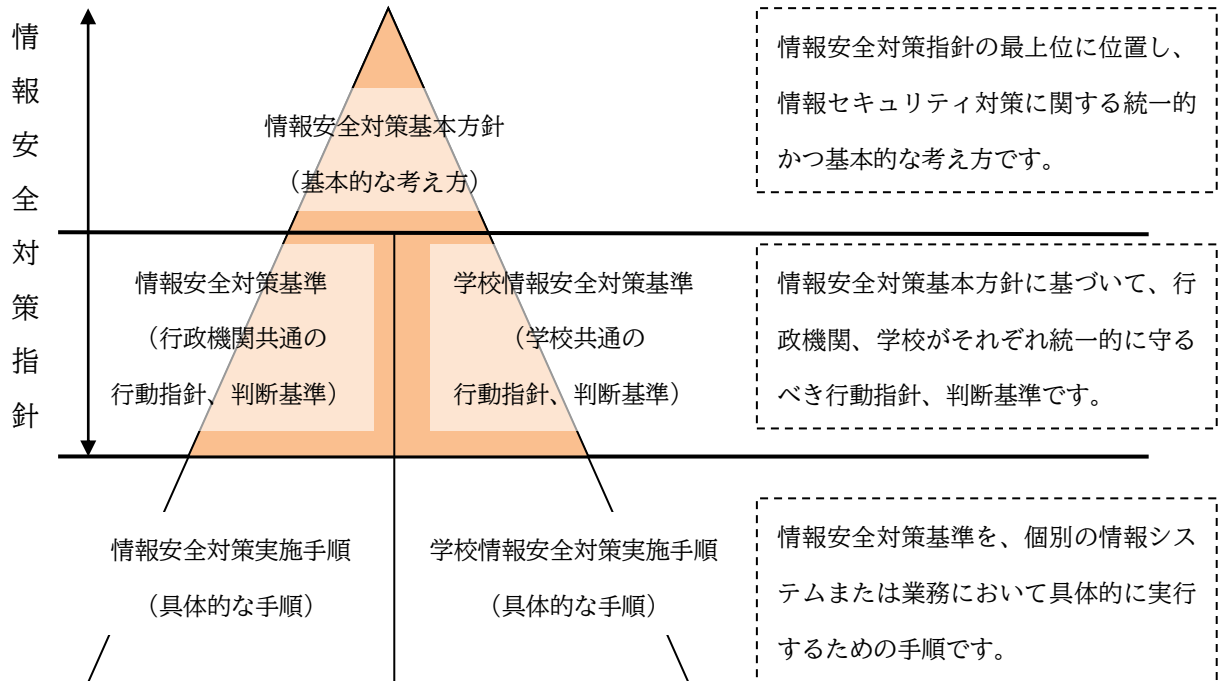 情報安全対策指針
情報安全対策基本方針
（基本的な考え方）
情報安全対策指針の最上位に位置し、
情報セキュリティ対策に関する統一的
かつ基本的な考え方です。
情報安全対策基準
（行政機関共通の
行動指針、判断基準）
学校情報安全対策基準
（学校共通の
行動指針、判断基準）
情報安全対策基本方針に基づいて、行
政機関、学校がそれぞれ統一的に守る
べき行動指針、判断基準です。
情報安全対策実施手順
（具体的な手順）
学校情報安全対策実施手順
（具体的な手順）
情報安全対策基準を、個別の情報シス
テムまたは業務において具体的に実行
するための手順です。